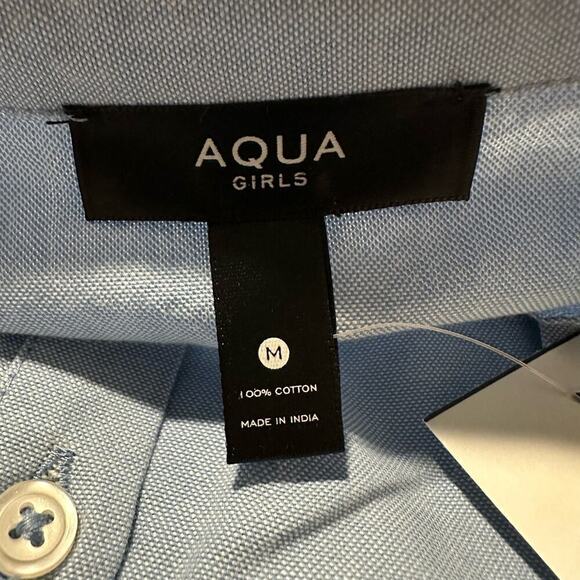 AQUA
GIRLS
M
100% COTTON
MADE IN INDIA